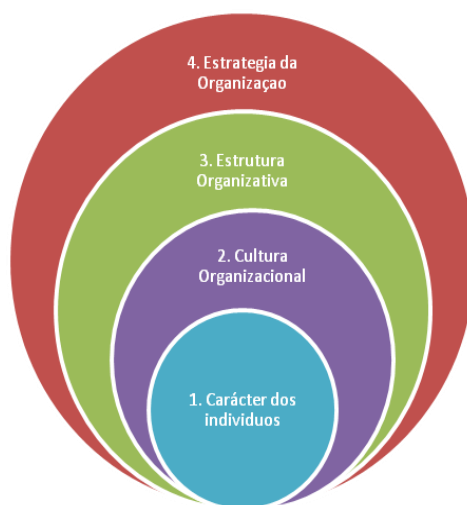 4. Estrategia da
Organizaçao
3. Estrutura
Organizativa
2. Cultura
Organizacional
1. Carácter dos
individuos